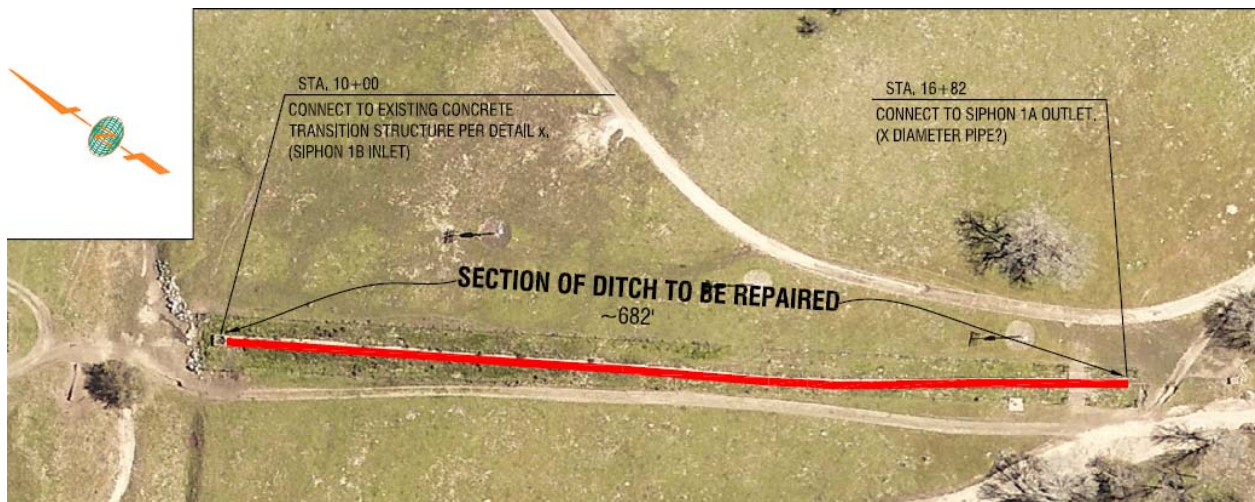 STA, 10+00
CONNECT TO EXISTING CONCRETE
TRANSITION STRUCTURE PER DETAIL x,
(SIPHON 1B INLET)
STA, 16+82
CONNECT TO SIPHON 1A OUTLET,
(X DIAMETER PIPE?)
SECTION OF DITCH TO BE REPAIRED
~682'